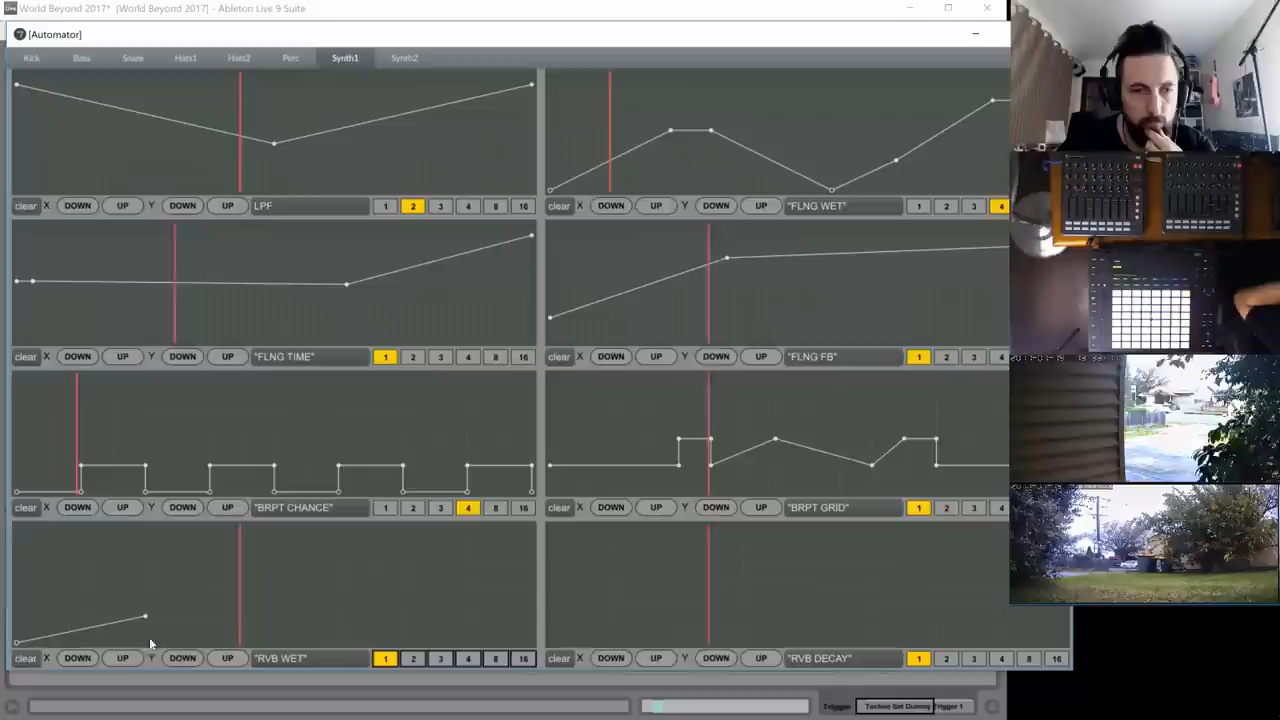 World Beyond 2017* [World Beyond 2017] - Ableton Live 9 Suite
[Automator]
Kick Bass Snare Hats1 Hats2 Perc Synth1 Synth2
clear X DOWN UP Y DOWN UP LPF 1 2 3 4 8 16
clear X DOWN UP Y DOWN UP "FLNG WET" 1 2 3 4
clear X DOWN UP Y DOWN UP "FLNG TIME" 1 2 3 4 8 16
clear X DOWN UP Y DOWN UP "FLNG FB" 1 2 3 4
clear X DOWN UP Y DOWN UP "BRPT CHANCE" 1 2 3 4 8 16
clear X DOWN UP Y DOWN UP "BRPT GRID" 1 2 3 4
clear X DOWN UP Y DOWN UP "RVB WET" 1 2 3 4 8 16
clear X DOWN UP Y DOWN UP "RVB DECAY" 1 2 3 4 8 16
Trigger Techno Set Dummy Trigger 1